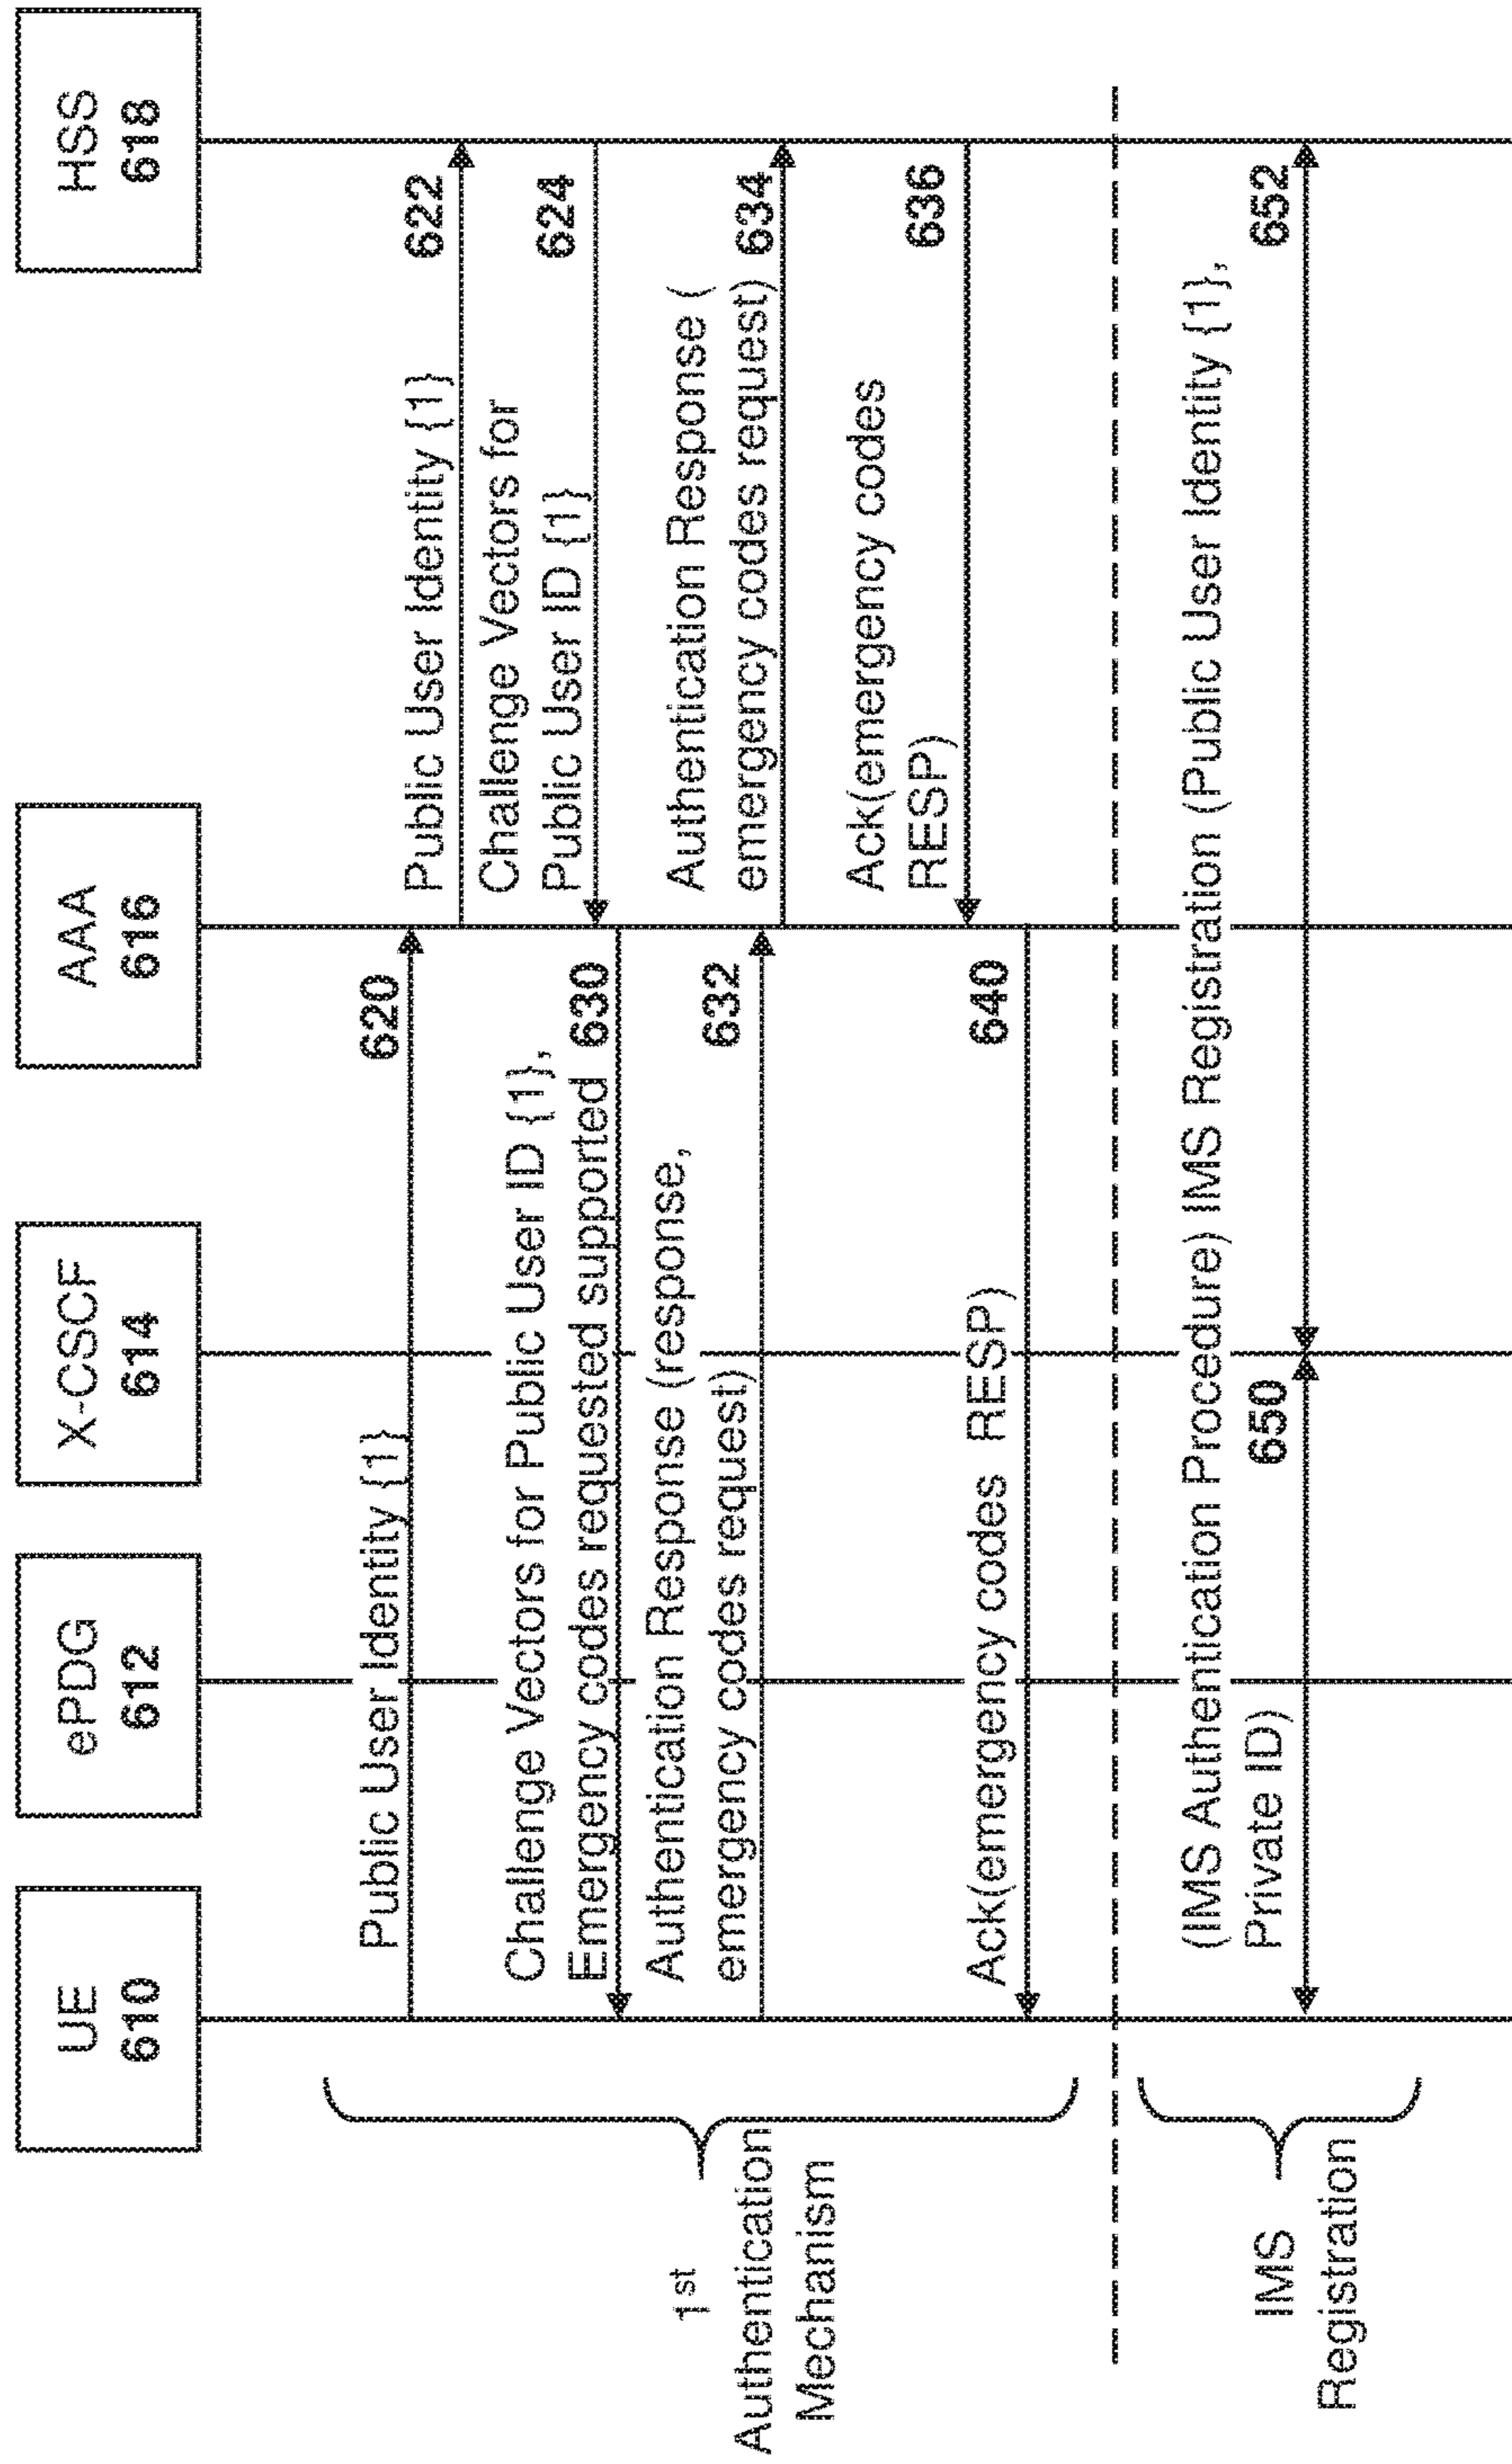 UE
610
ePDG
612
X-CSCF
614
AAA
616
HSS
618
Public User Identity {1}
620
Public User Identity {1}
622
Challenge Vectors for
Public User ID {1}
624
Challenge Vectors for Public User ID {1},
Emergency codes requested supported
630
Authentication Response (response,
emergency codes request)
632
Authentication Response (
emergency codes request)
634
Ack(emergency codes
RESP)
636
Ack(emergency codes RESP)
640
1st
Authentication
Mechanism
(IMS Authentication Procedure) IMS Registration (Public User Identity {1},
Private ID)
650
652
IMS
Registration